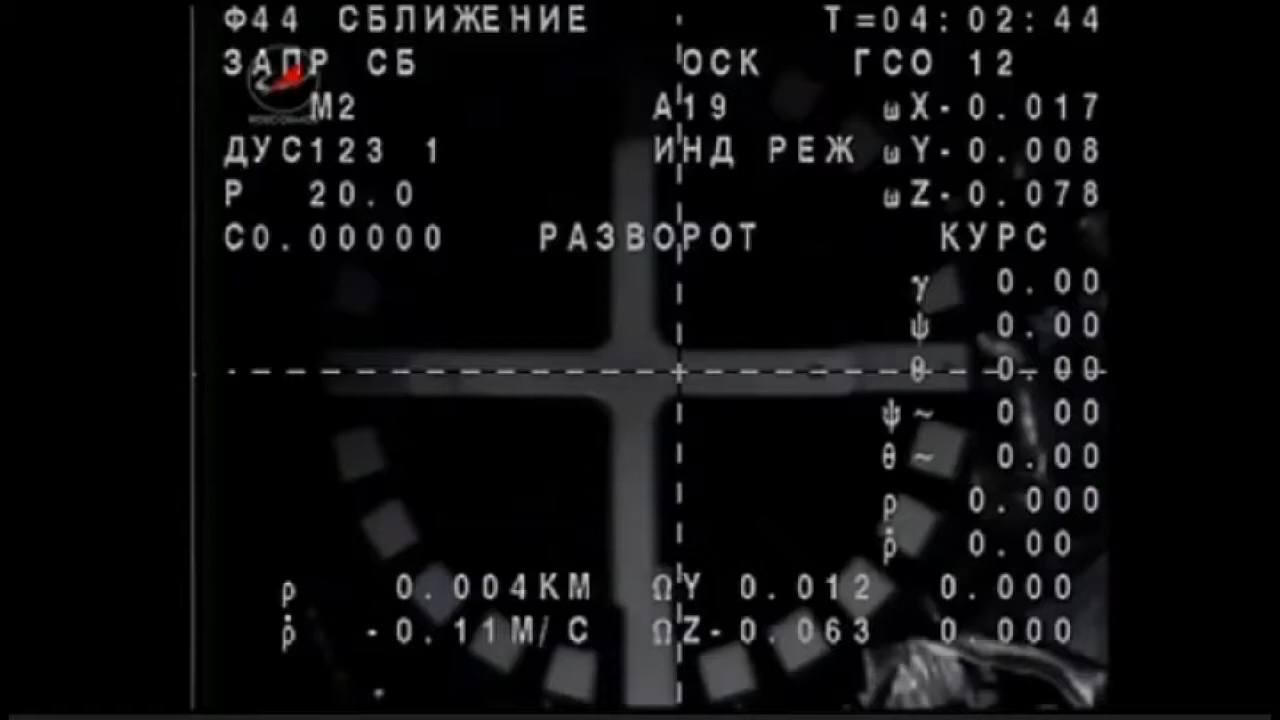 Ф44 СБЛИЖЕНИЕ T=04:02:44
ЗАПР СБ ОСК ГСО 12
М2 А19 ωX-0.017
ДУС123 1 ИНД РЕЖ ωY-0.008
Р 20.0 ωZ-0.078
С0.00000 РАЗВОРОТ КУРС
γ 0.00
ψ 0.00
θ 0.00
ψ~ 0 00
θ~ 0.00
ρ 0.000
ρ̇ 0.00
ρ 0.004КМ ΩY 0.012 0.000
ρ̇ -0.11М/ С ΩZ-0.063 0.000